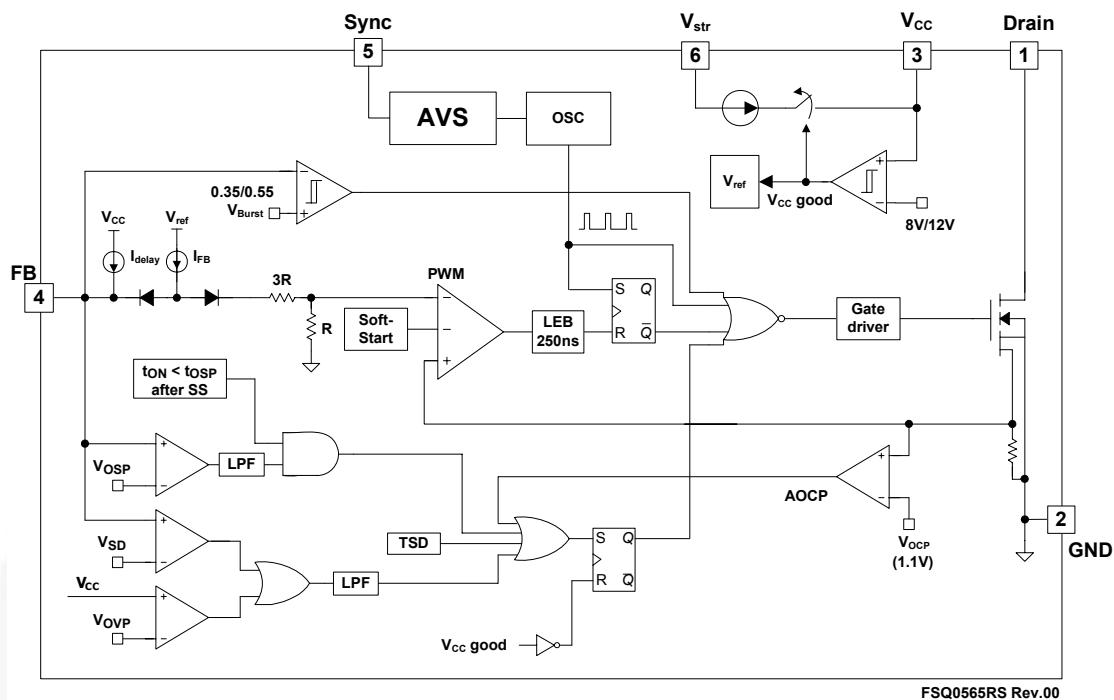 Sync
5
Vstr
6
VCC
3
Drain
1
AVS
OSC
Vref
VCC good
8V/12V
0.35/0.55
VBurst
VCC
Vref
Idelay
IFB
FB
4
3R
R
PWM
Soft-
Start
LEB
250ns
S Q
R Q̅
Gate
driver
tON < tOSP
after SS
VOSP
LPF
AOCP
VOCP
(1.1V)
2
GND
VSD
TSD
S Q
R Q̅
VCC
LPF
VOVP
VCC good
FSQ0565RS Rev.00